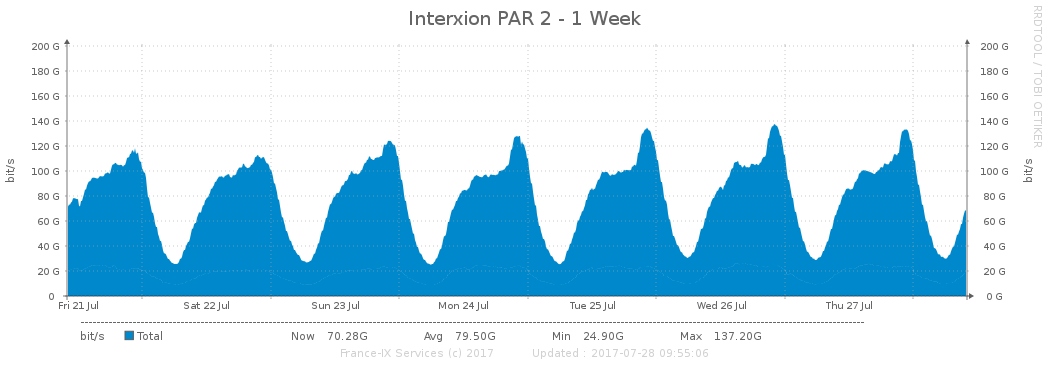 Interxion PAR 2 - 1 Week
RRDTOOL / TOBI OETIKER
200 G 200 G
180 G 180 G
160 G 160 G
140 G 140 G
120 G 120 G
100 G 100 G
80 G 80 G
60 G 60 G
40 G 40 G
20 G 20 G
0 0 G
bit/s
bit/s
Fri 21 Jul Sat 22 Jul Sun 23 Jul Mon 24 Jul Tue 25 Jul Wed 26 Jul Thu 27 Jul
bit/s Total Now 70.28G Avg 79.50G Min 24.90G Max 137.20G
France-IX Services (c) 2017 Updated : 2017-07-28 09:55:06